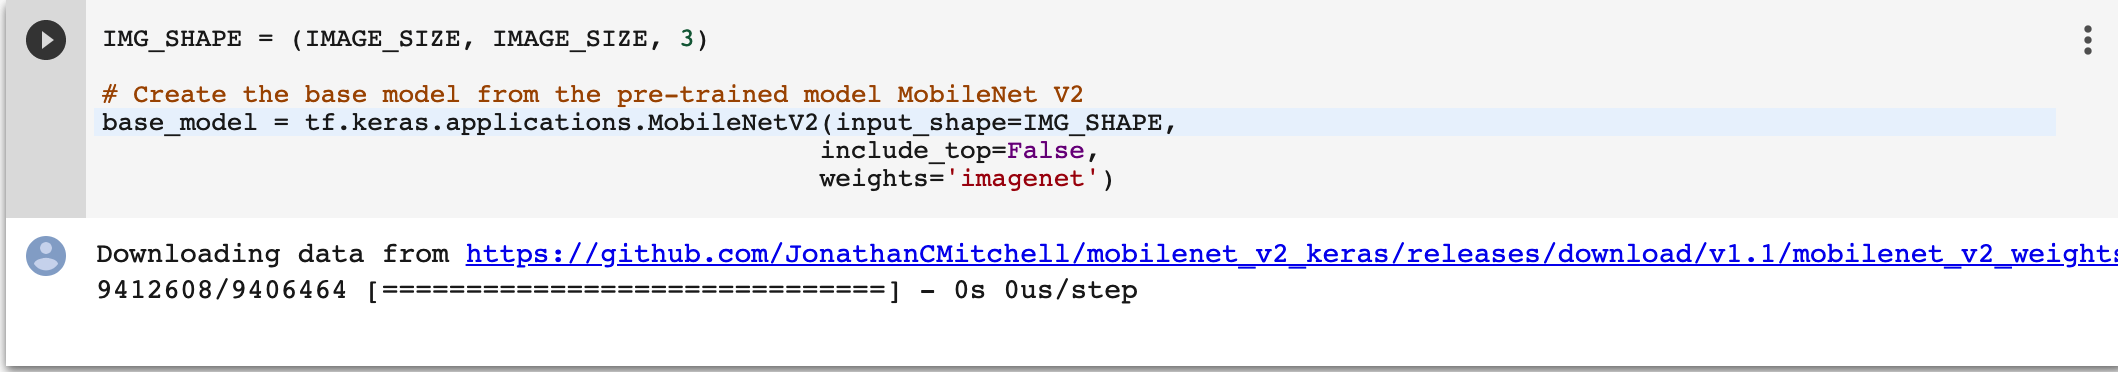 IMG_SHAPE = (IMAGE_SIZE, IMAGE_SIZE, 3)
# Create the base model from the pre-trained model MobileNet V2
base_model = tf.keras.applications.MobileNetV2(input_shape=IMG_SHAPE,
include_top=False,
weights='imagenet')
Downloading data from https://github.com/JonathanCMitchell/mobilenet_v2_keras/releases/download/v1.1/mobilenet_v2_weights
9412608/9406464 [==============================] - 0s 0us/step